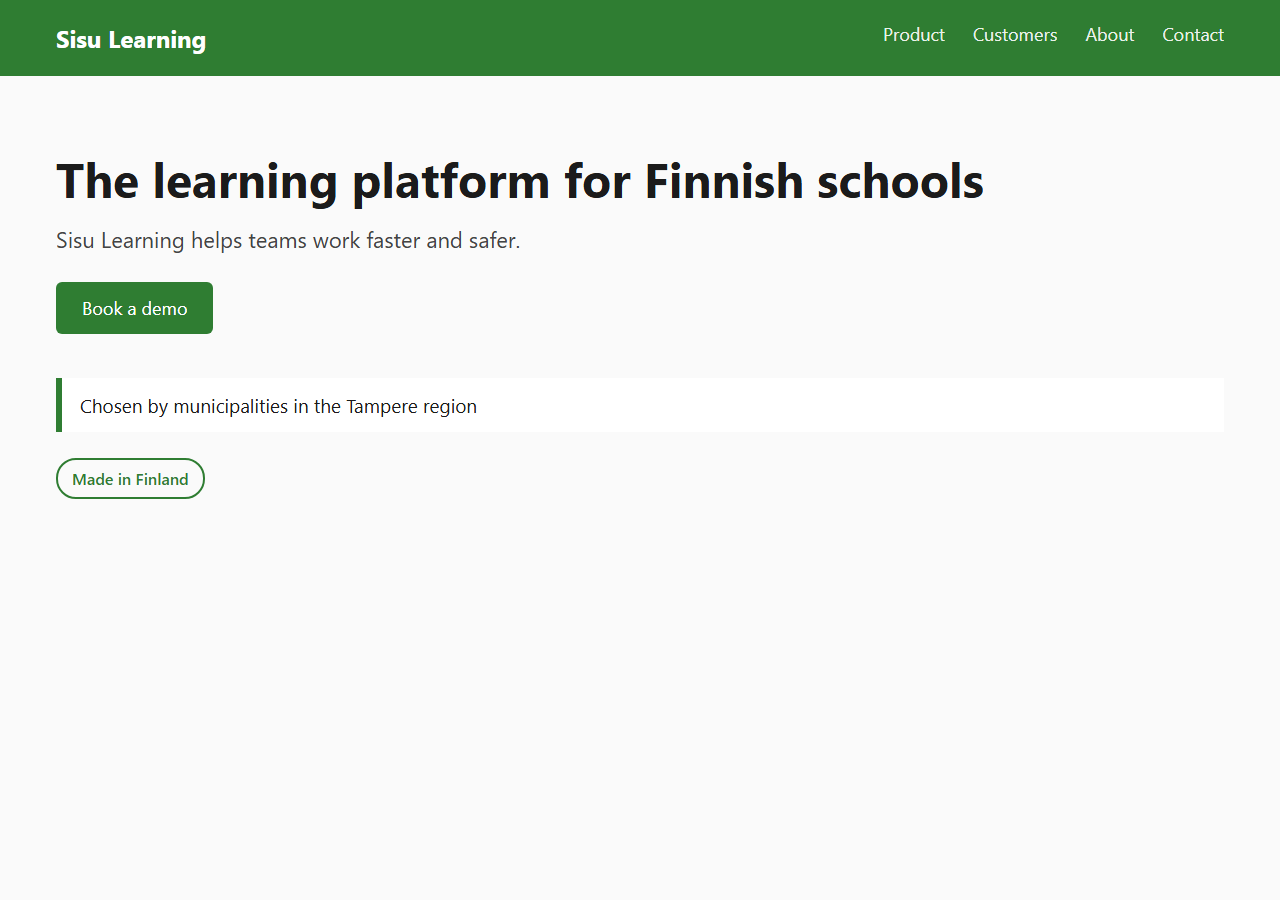 Sisu Learning
Product Customers About Contact
The learning platform for Finnish schools
Sisu Learning helps teams work faster and safer.
Book a demo
Chosen by municipalities in the Tampere region
Made in Finland